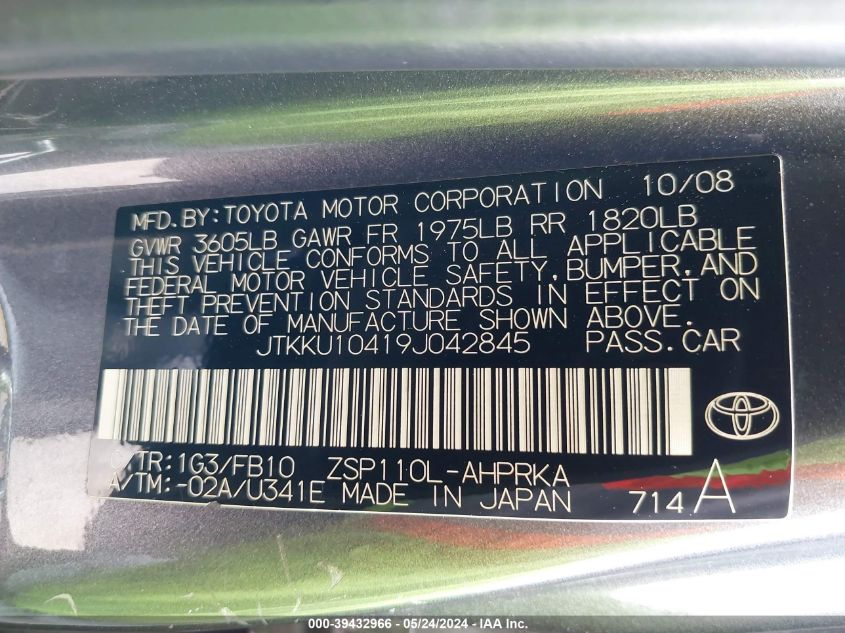 MFD. BY: TOYOTA MOTOR CORPORATION 10/08
GVWR 3605LB GAWR FR 1975LB RR 1820LB
THIS VEHICLE CONFORMS TO ALL APPLICABLE
FEDERAL MOTOR VEHICLE SAFETY, BUMPER, AND
THEFT PREVENTION STANDARDS IN EFFECT ON
THE DATE OF MANUFACTURE SHOWN ABOVE.
JTKKU10419J042845 PASS.CAR
TR: 1G3/FB10 ZSP110L-AHPRKA
A/TM: -02A/U341E MADE IN JAPAN 714 A
000-39432966 - 05/24/2024 - IAAI.COM